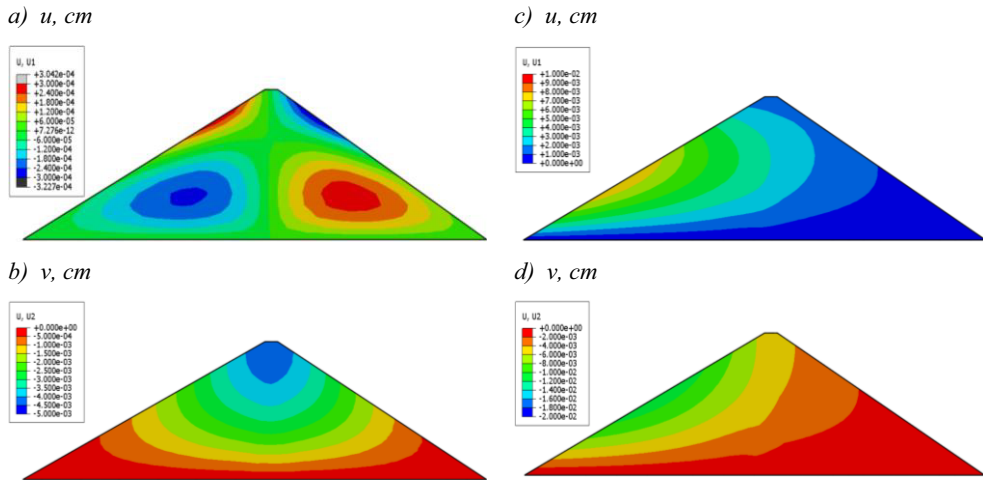 a) u, cm
U, U1
+3.042e-04
+3.000e-04
+2.400e-04
+1.800e-04
+1.200e-04
+6.000e-05
+7.276e-12
-6.000e-05
-1.200e-04
-1.800e-04
-2.400e-04
-3.000e-04
-3.227e-04
c) u, cm
U, U1
+1.000e-02
+9.000e-03
+8.000e-03
+7.000e-03
+6.000e-03
+5.000e-03
+4.000e-03
+3.000e-03
+2.000e-03
+1.000e-03
+0.000e+00
b) v, cm
U, U2
+0.000e+00
-5.000e-04
-1.000e-03
-1.500e-03
-2.000e-03
-2.500e-03
-3.000e-03
-3.500e-03
-4.000e-03
-4.500e-03
-5.000e-03
d) v, cm
U, U2
+0.000e+00
-2.000e-03
-4.000e-03
-6.000e-03
-8.000e-03
-1.000e-02
-1.200e-02
-1.400e-02
-1.600e-02
-1.800e-02
-2.000e-02